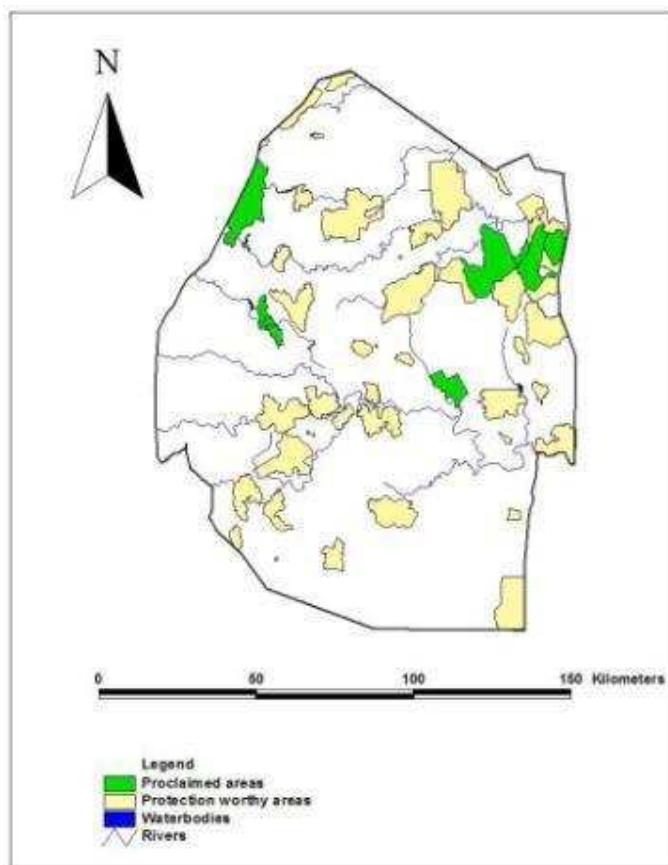 N
0 50 100 150 Kilometers
Legend
Proclaimed areas
Protection worthy areas
Waterbodies
Rivers